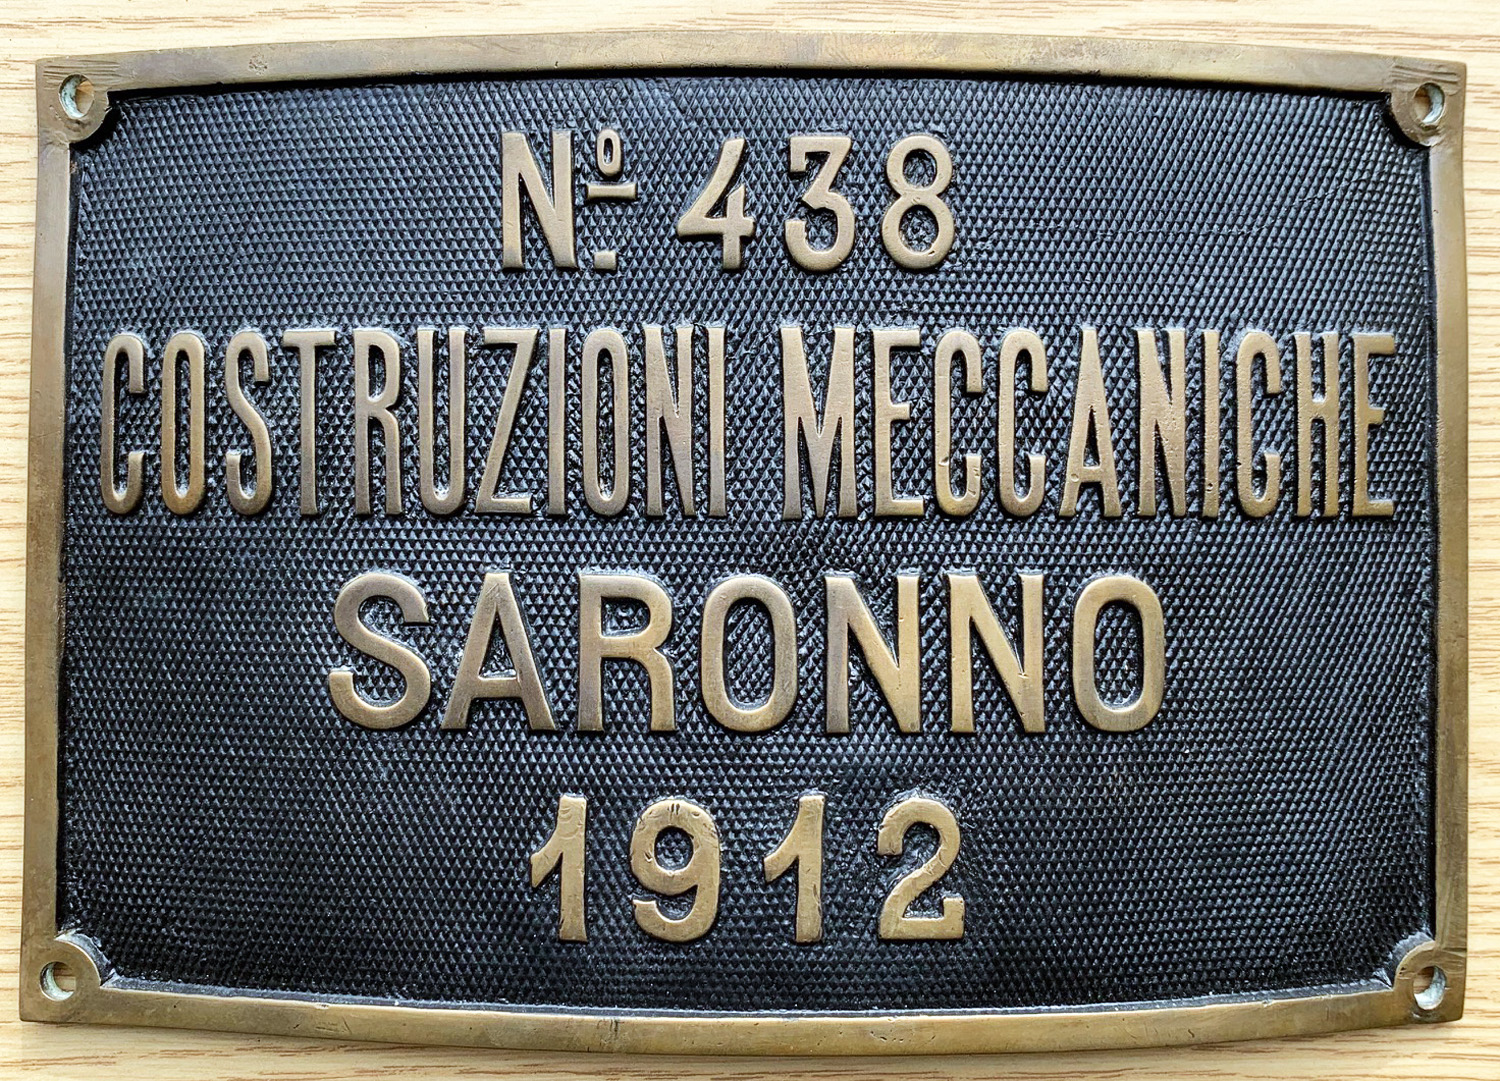 Nº 438
COSTRUZIONI MECCANICHE
SARONNO
1912